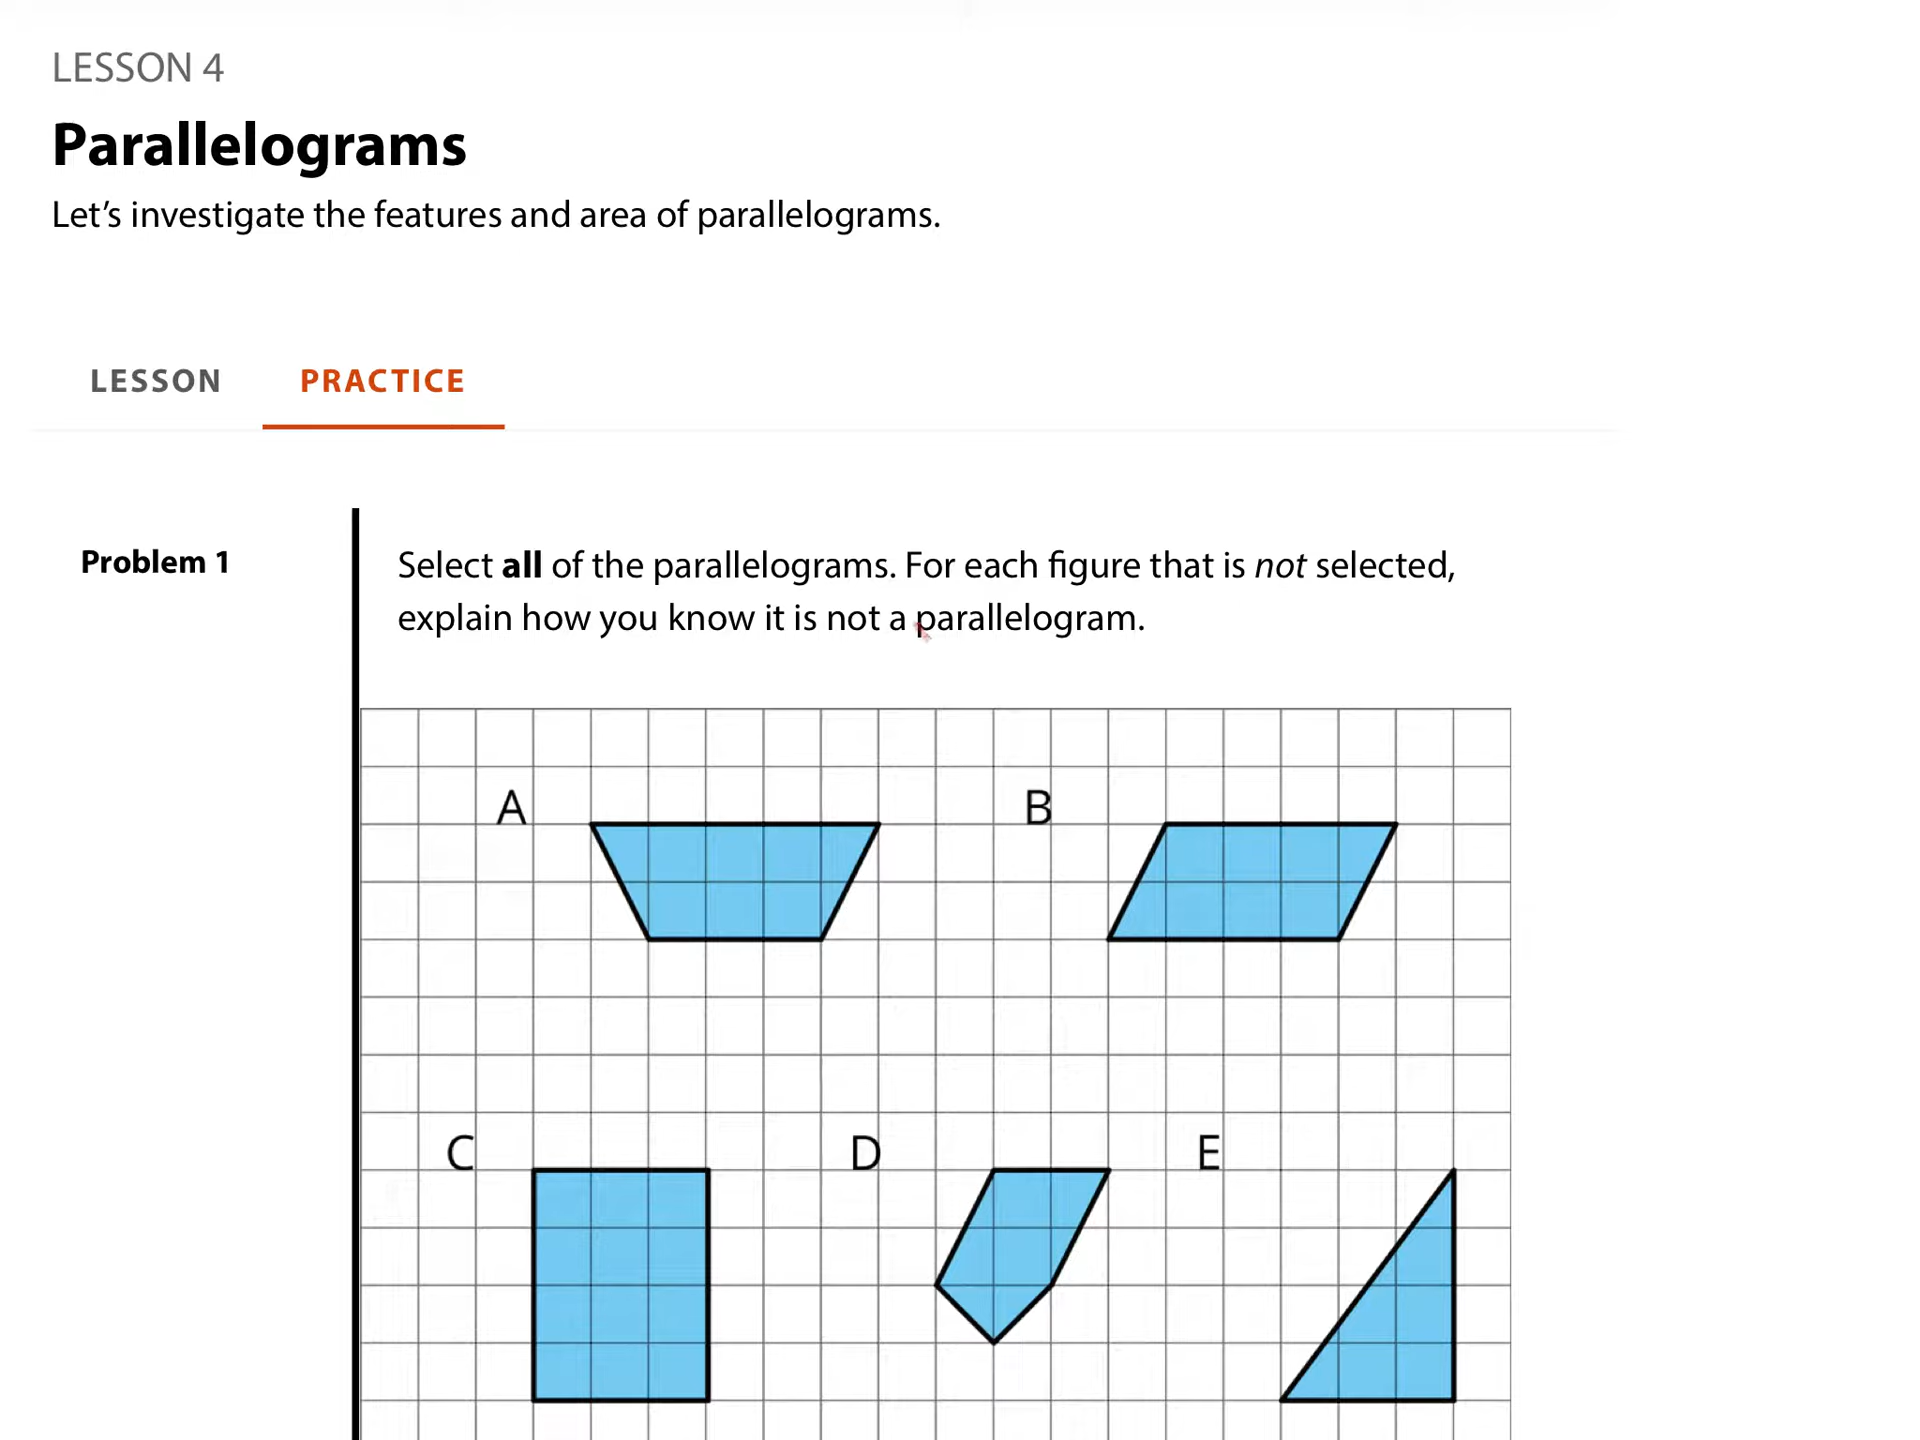 LESSON 4
Parallelograms
Let’s investigate the features and area of parallelograms.
LESSON PRACTICE
Problem 1
Select all of the parallelograms. For each figure that is not selected,
explain how you know it is not a parallelogram.
A B
C D E